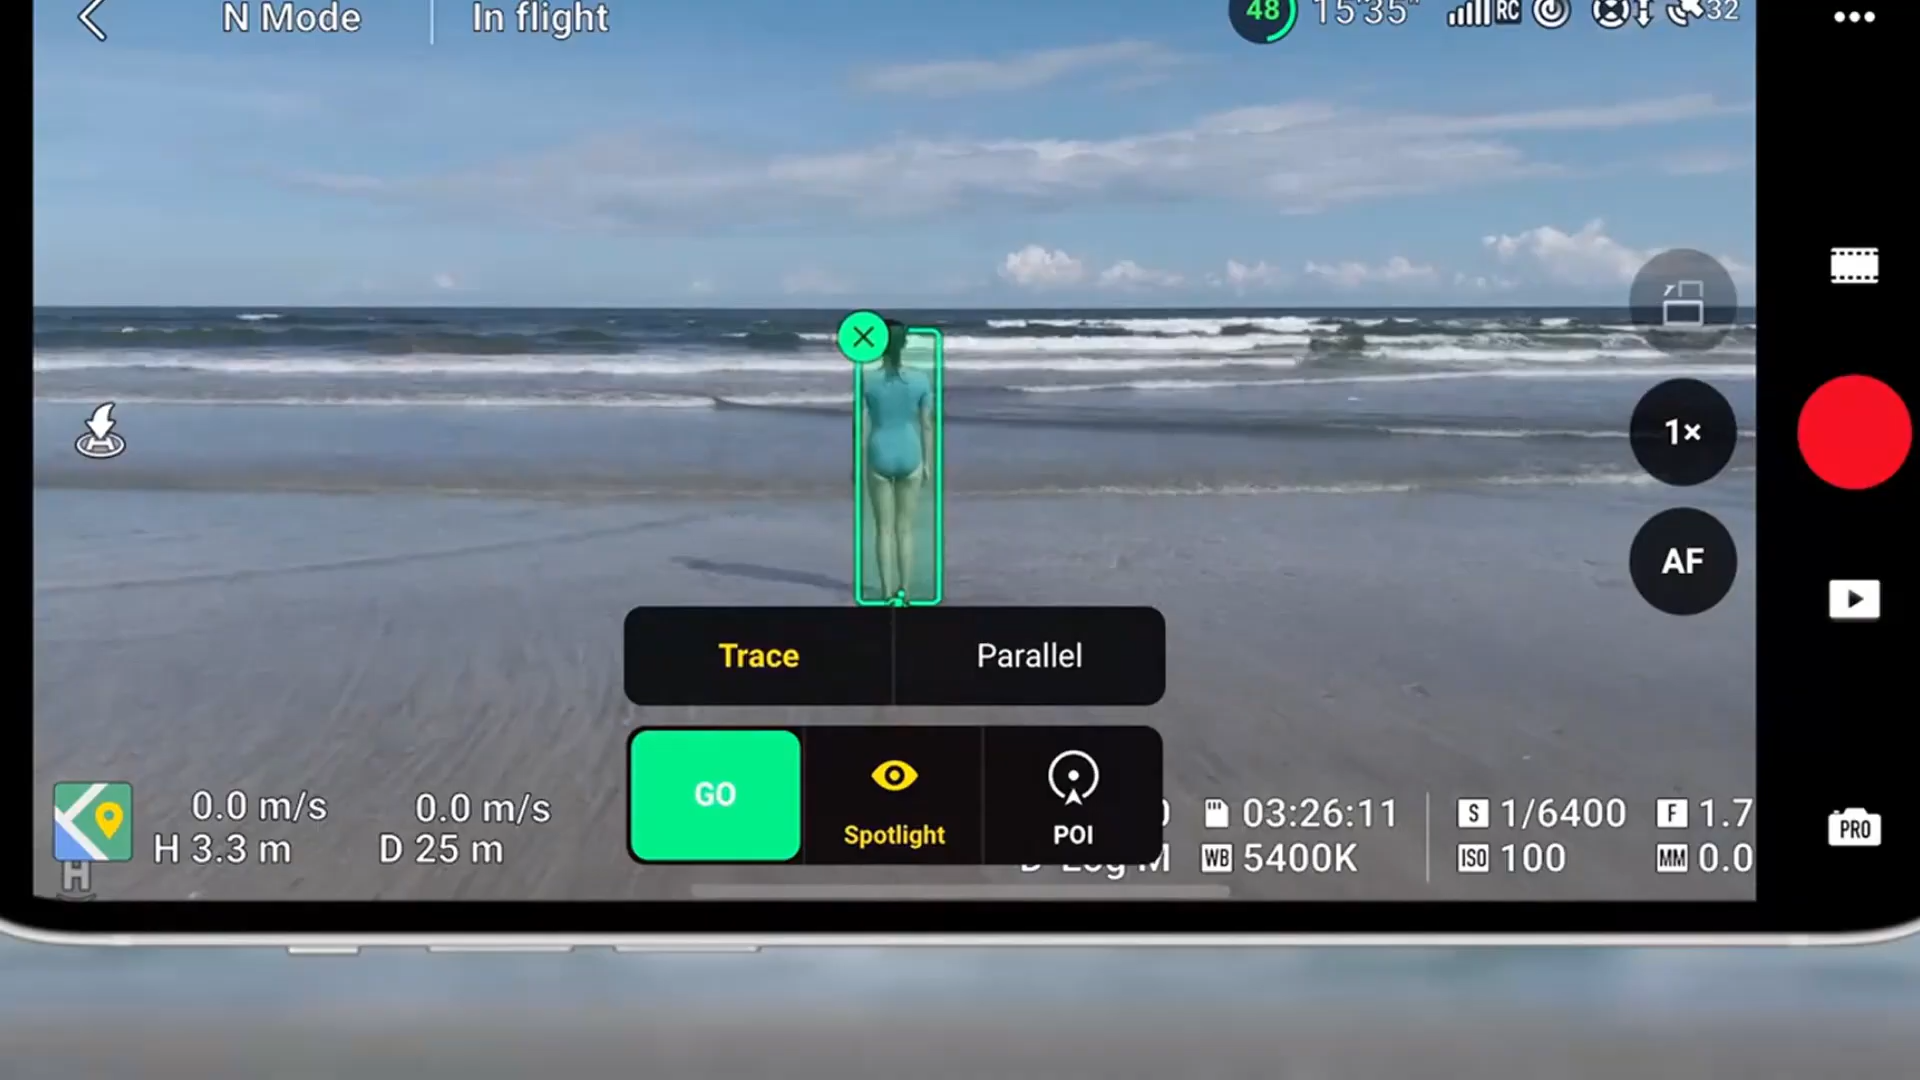 N Mode
In flight
48
15'35"
RC
32
1×
AF
Trace
Parallel
GO
Spotlight
POI
0.0 m/s
0.0 m/s
H 3.3 m
D 25 m
H
03:26:11
WB 5400K
S 1/6400
ISO 100
F 1.7
MM 0.0
PRO